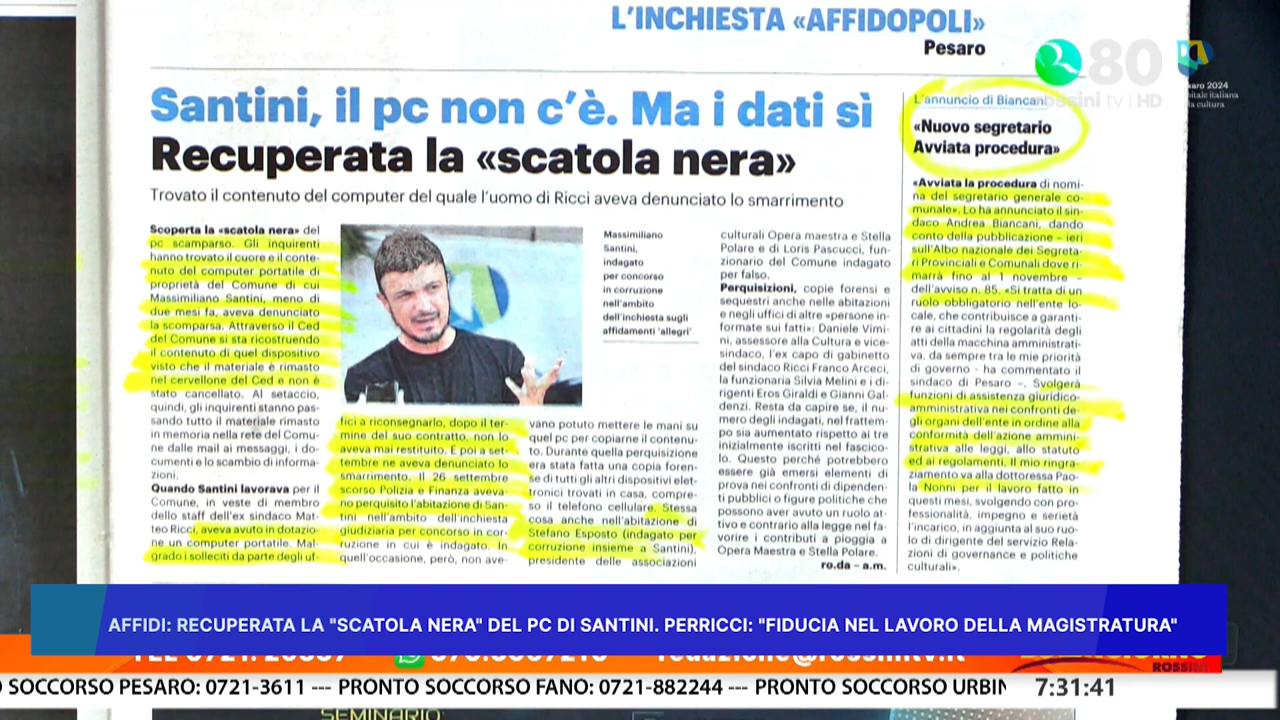 L'INCHIESTA «AFFIDOPOLI»
Pesaro
80
rossini tv | HD
Pesaro 2024
capitale italiana
della cultura
Santini, il pc non c'è. Ma i dati sì
Recuperata la «scatola nera»
Trovato il contenuto del computer del quale l'uomo di Ricci aveva denunciato lo smarrimento
Scoperta la «scatola nera» del
pc scamparso. Gli inquirenti
hanno trovato il cuore e il conte-
nuto del computer portatile di
proprietà del Comune di cui
Massimiliano Santini, meno di
due mesi fa, aveva denunciato
la scomparsa. Attraverso il Ced
del Comune si sta ricostruendo
il contenuto di quel dispositivo
visto che il materiale è rimasto
nel cervellone del Ced e non è
stato cancellato. Al setaccio,
quindi, gli inquirenti stanno pas-
sando tutto il materiale rimasto
in memoria nella rete del Comu-
ne dalle mail ai messaggi, i do-
cumenti e lo scambio di informa-
zioni.
Quando Santini lavorava per il
Comune, in veste di membro
dello staff dell'ex sindaco Mat-
teo Ricci, aveva avuto in dotazio-
ne un computer portatile. Mal-
grado i solleciti da parte degli uf-
fici a riconsegnarlo, dopo il ter-
mine del suo contratto, non lo
aveva mai restituito. E poi a set-
tembre ne aveva denunciato lo
smarrimento. Il 26 settembre
scorso Polizia e Finanza aveva-
no perquisito l'abitazione di San-
tini nell'ambito dell'inchiesta
giudiziaria per concorso in cor-
ruzione in cui è indagato. In
quell'occasione, però, non ave-
Massimiliano
Santini,
indagato
per concorso
in corruzione
nell'ambito
dell'inchiesta sugli
affidamenti 'allegri'
vano potuto mettere le mani su
quel pc per copiarne il contenu-
to. Durante quella perquisizione
era stata fatta una copia foren-
se di tutti gli altri dispositivi elet-
tronici trovati in casa, compre-
so il telefono cellulare. Stessa
cosa anche nell'abitazione di
Stefano Esposto (indagato per
corruzione insieme a Santini),
presidente delle associazioni
culturali Opera maestra e Stella
Polare e di Loris Pascucci, fun-
zionario del Comune indagato
per falso.
Perquisizioni, copie forensi e
sequestri anche nelle abitazioni
e negli uffici di altre «persone in-
formate sui fatti»: Daniele Vimi-
ni, assessore alla Cultura e vice-
sindaco, l'ex capo di gabinetto
del sindaco Ricci Franco Arceci,
la funzionaria Silvia Melini e i di-
rigenti Eros Giraldi e Gianni Gal-
denzi. Resta da capire se, il nu-
mero degli indagati, nel frattem-
po sia aumentato rispetto ai tre
inizialmente iscritti nel fascico-
lo. Questo perché potrebbero
essere già emersi elementi di
prova nei confronti di dipenden-
ti pubblici o figure politiche che
possono aver avuto un ruolo at-
tivo e contrario alla legge nel fa-
vorire i contributi a pioggia a
Opera Maestra e Stella Polare.
ro.da – a.m.
L'annuncio di Biancani
«Nuovo segretario
Avviata procedura»
«Avviata la procedura di nomi-
na del segretario generale co-
munale». Lo ha annunciato il sin-
daco Andrea Biancani, dando
conto della pubblicazione – ieri
sull'Albo nazionale dei Segreta-
ri Provinciali e Comunali dove ri-
marrà fino al 1 novembre –
dell'avviso n. 85. «Si tratta di un
ruolo obbligatorio nell'ente lo-
cale, che contribuisce a garanti-
re ai cittadini la regolarità degli
atti della macchina amministrati-
va, da sempre tra le mie priorità
di governo - ha commentato il
sindaco di Pesaro –. Svolgerà
funzioni di assistenza giuridico-
amministrativa nei confronti de-
gli organi dell'ente in ordine alla
conformità dell'azione ammini-
strativa alle leggi, allo statuto
ed ai regolamenti. Il mio ringra-
ziamento va alla dottoressa Pao-
la Nonni per il lavoro fatto in
questi mesi, svolgendo con pro-
fessionalità, impegno e serietà
l'incarico, in aggiunta al suo ruo-
lo di dirigente del servizio Rela-
zioni di governance e politiche
culturali».
AFFIDI: RECUPERATA LA "SCATOLA NERA" DEL PC DI SANTINI. PERRICCI: "FIDUCIA NEL LAVORO DELLA MAGISTRATURA"
ROSSINI
O SOCCORSO PESARO: 0721-3611 --- PRONTO SOCCORSO FANO: 0721-882244 --- PRONTO SOCCORSO URBIN
7:31:41
SEMINARIO: